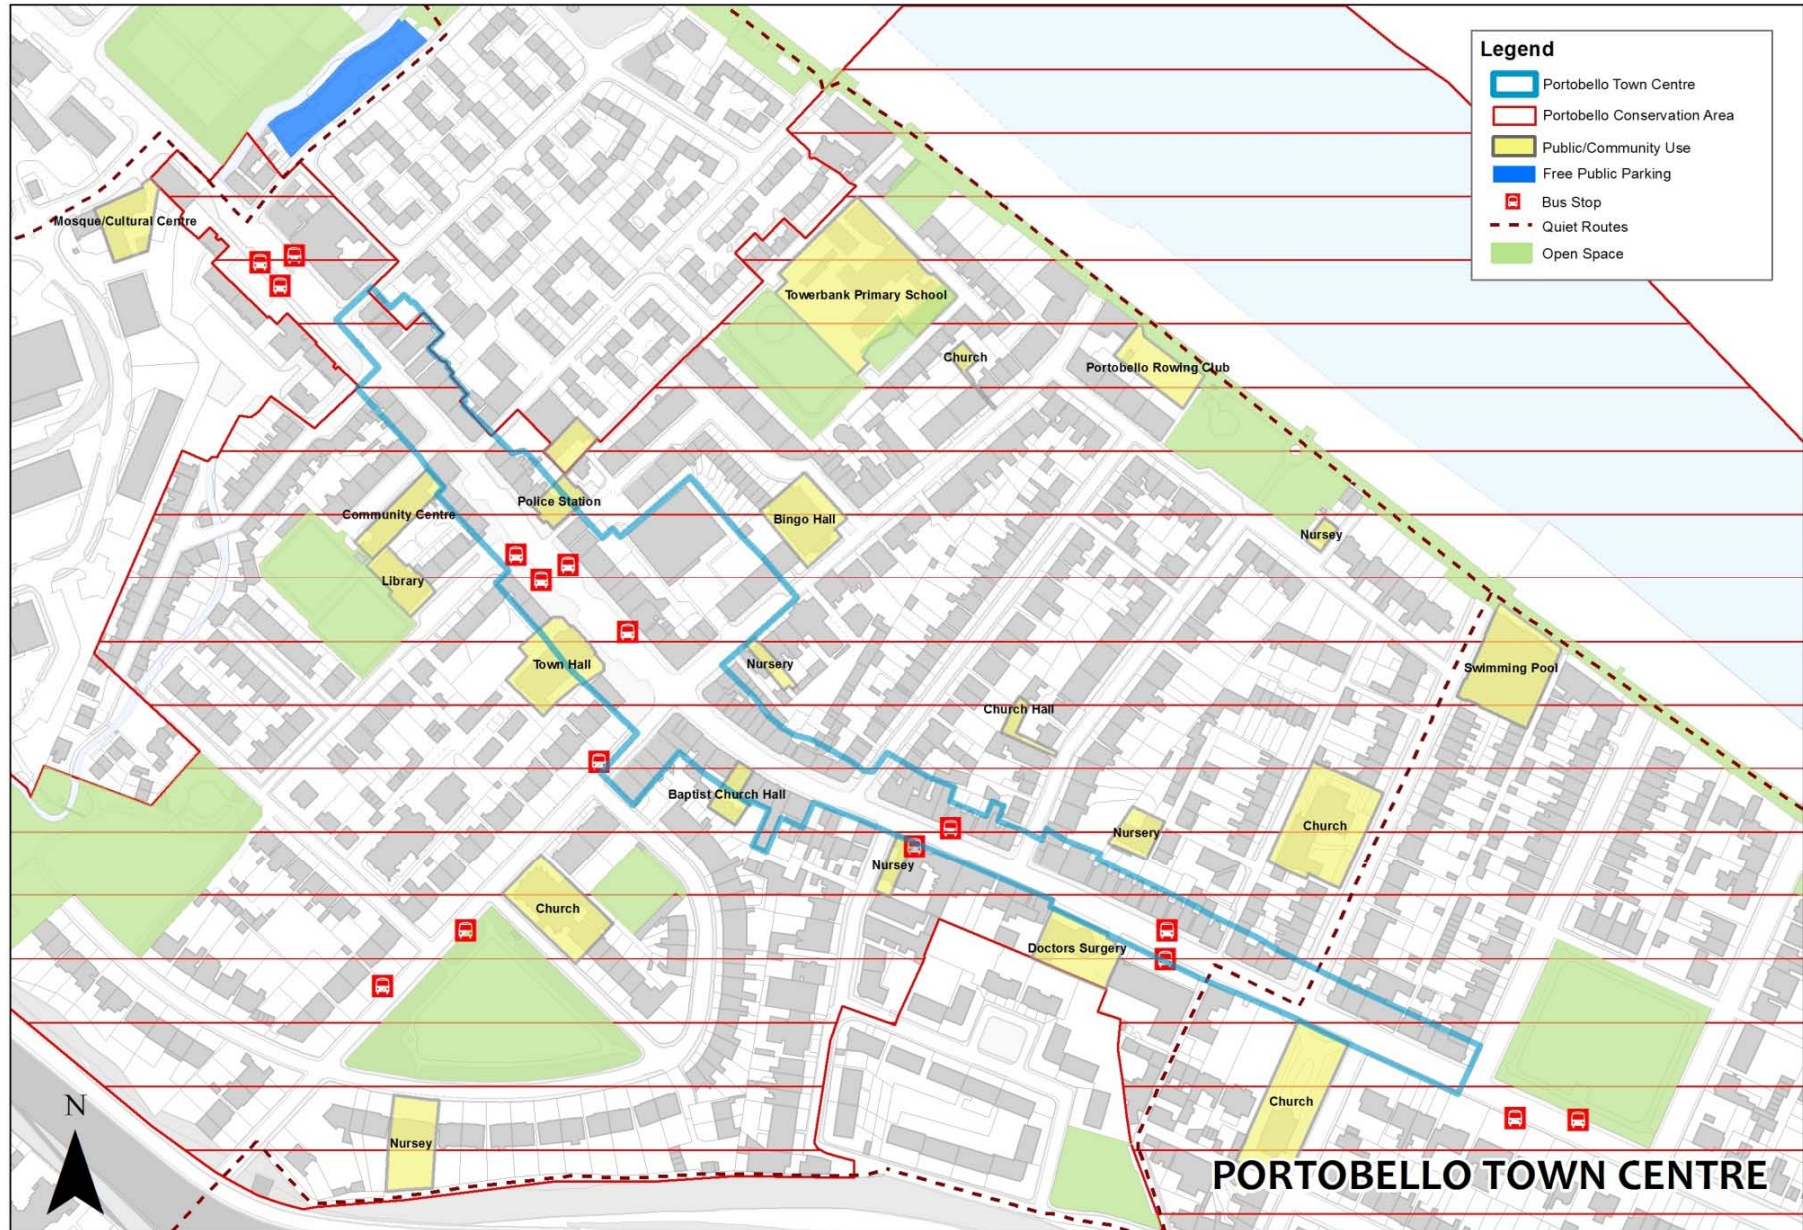 Legend
Portobello Town Centre
Portobello Conservation Area
Public/Community Use
Free Public Parking
Bus Stop
Quiet Routes
Open Space
Mosque/Cultural Centre
Towerbank Primary School
Church
Portobello Rowing Club
Police Station
Community Centre
Bingo Hall
Nursey
Library
Town Hall
Nursery
Swimming Pool
Church Hall
Baptist Church Hall
Church
Nursery
Nursey
Church
Doctors Surgery
Church
Nursey
N
PORTOBELLO TOWN CENTRE